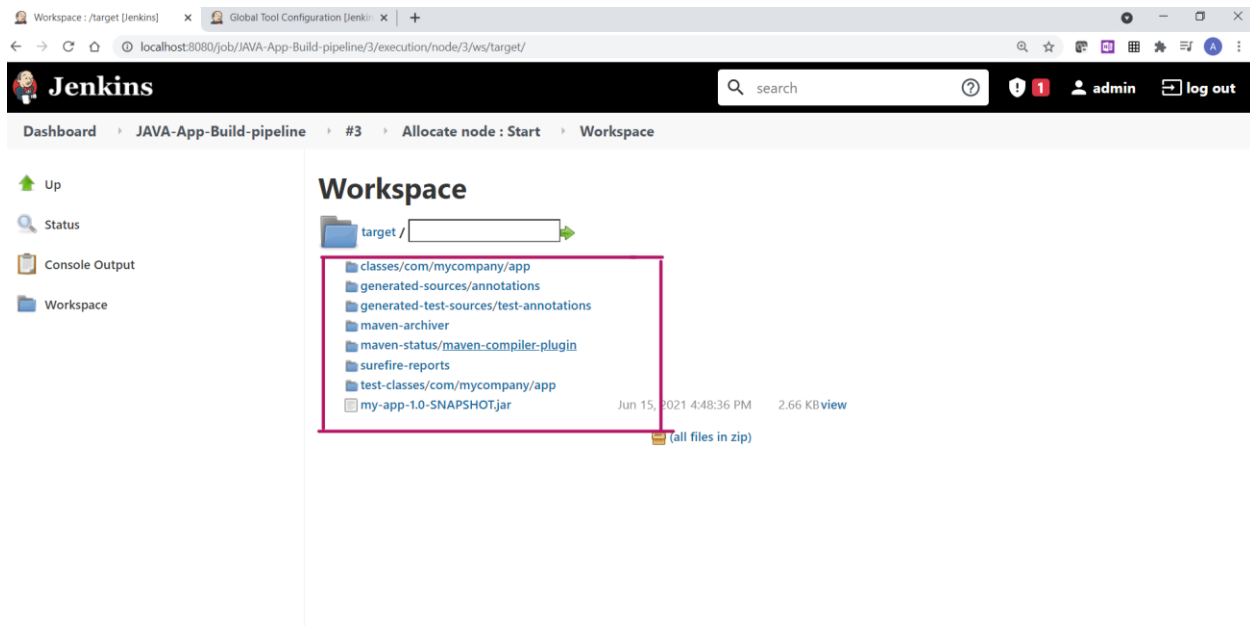 Workspace : /target [Jenkins]
Global Tool Configuration [Jenkin
localhost:8080/job/JAVA-App-Build-pipeline/3/execution/node/3/ws/target/
A
Jenkins
search
1
admin
log out
Dashboard
JAVA-App-Build-pipeline
#3
Allocate node : Start
Workspace
Up
Status
Console Output
Workspace
Workspace
target /
classes/com/mycompany/app
generated-sources/annotations
generated-test-sources/test-annotations
maven-archiver
maven-status/maven-compiler-plugin
surefire-reports
test-classes/com/mycompany/app
my-app-1.0-SNAPSHOT.jar Jun 15, 2021 4:48:36 PM 2.66 KB view
(all files in zip)